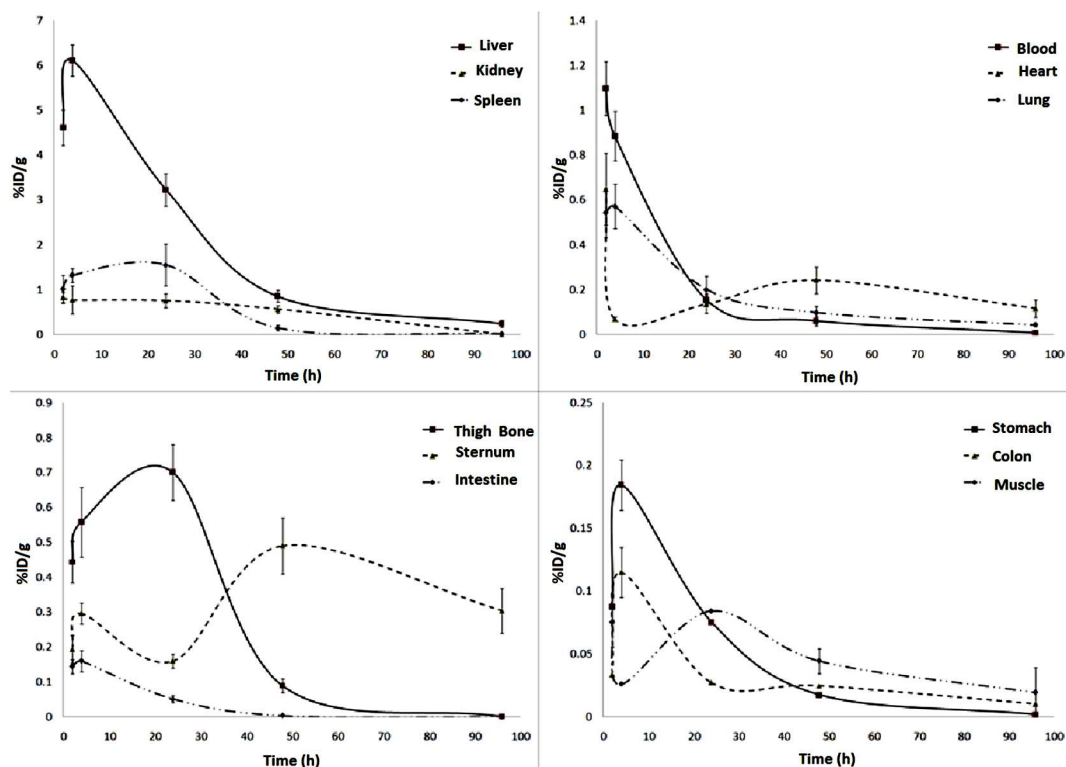 7
6
5
4
3
2
1
0
%ID/g
Liver
Kidney
Spleen
0 10 20 30 40 50 60 70 80 90 100
Time (h)
1.4
1.2
1
0.8
0.6
0.4
0.2
0
%ID/g
Blood
Heart
Lung
0 10 20 30 40 50 60 70 80 90 100
Time (h)
0.9
0.8
0.7
0.6
0.5
0.4
0.3
0.2
0.1
0
%ID/g
Thigh Bone
Sternum
Intestine
0 10 20 30 40 50 60 70 80 90 100
Time (h)
0.25
0.2
0.15
0.1
0.05
0
%ID/g
Stomach
Colon
Muscle
0 10 20 30 40 50 60 70 80 90 100
Time (h)